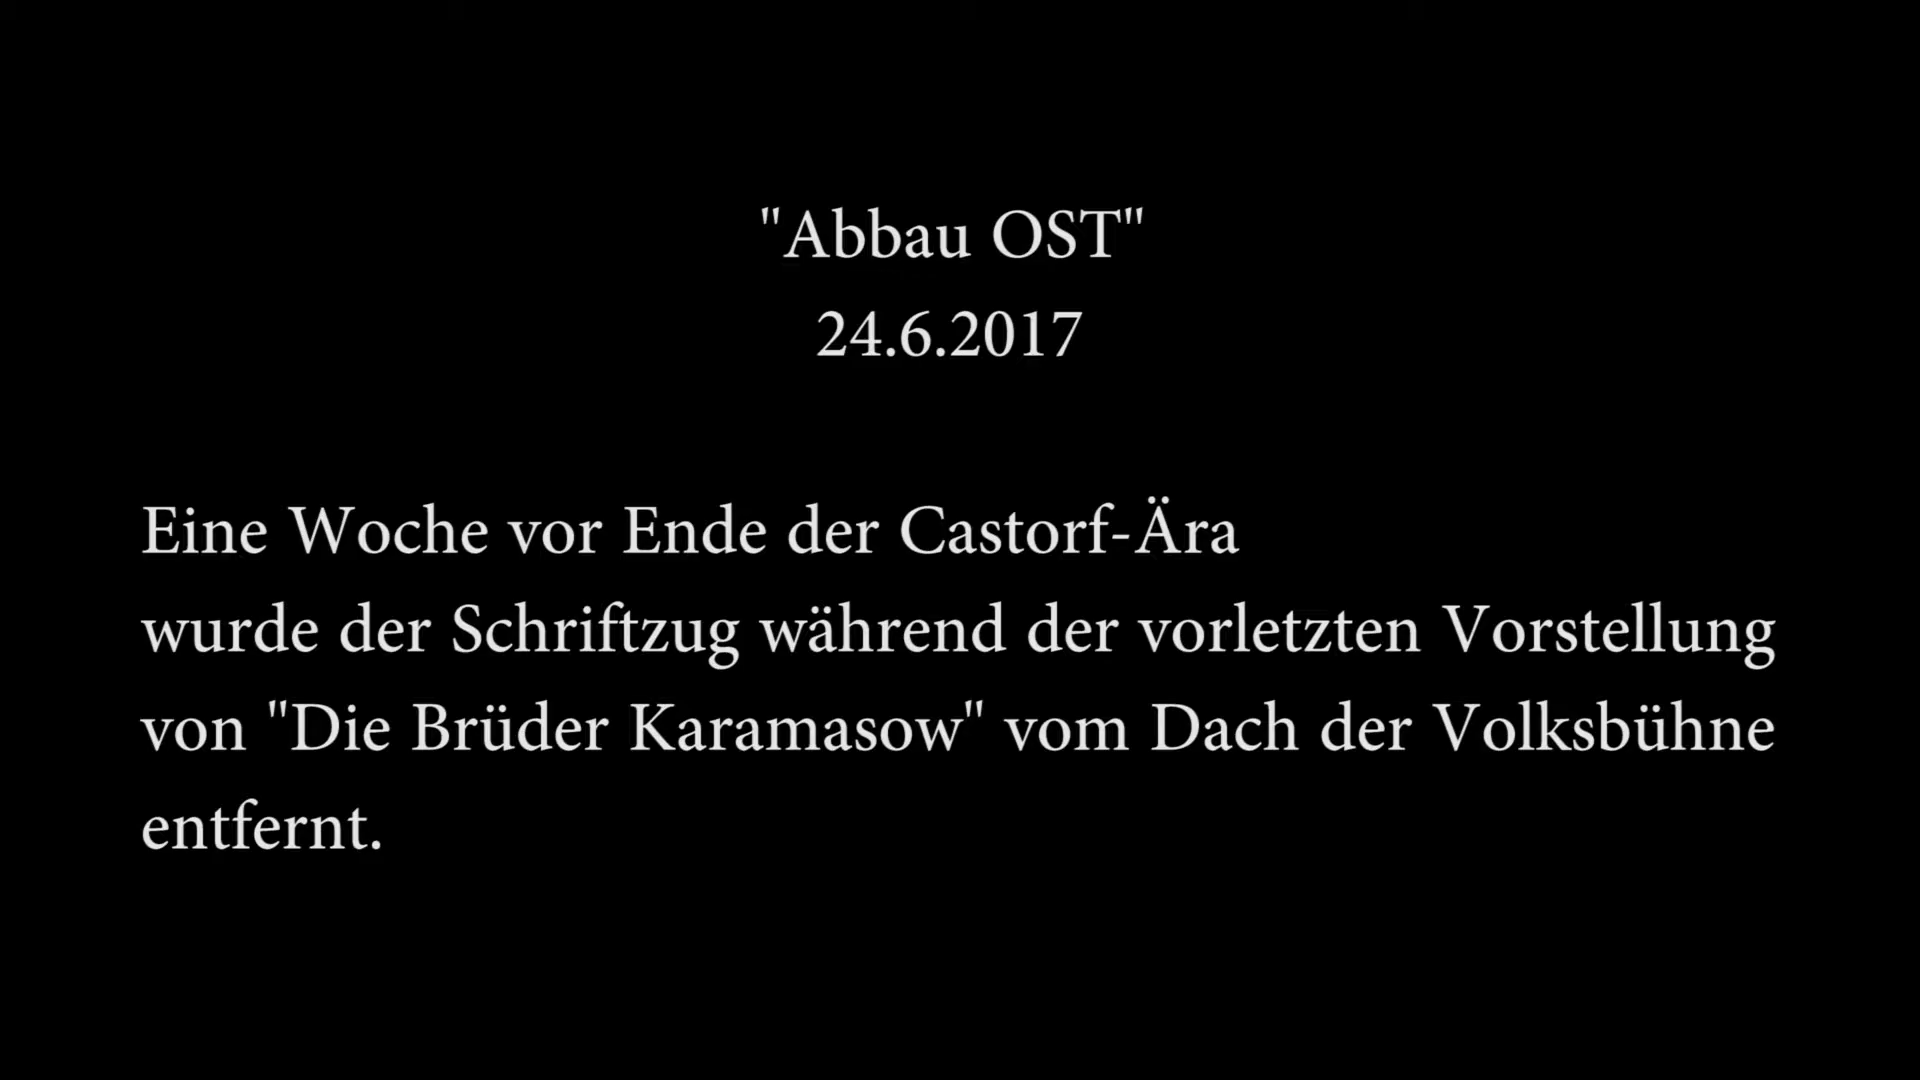 "Abbau OST"
24.6.2017
Eine Woche vor Ende der Castorf-Ära
wurde der Schriftzug während der vorletzten Vorstellung
von "Die Brüder Karamasow" vom Dach der Volksbühne
entfernt.